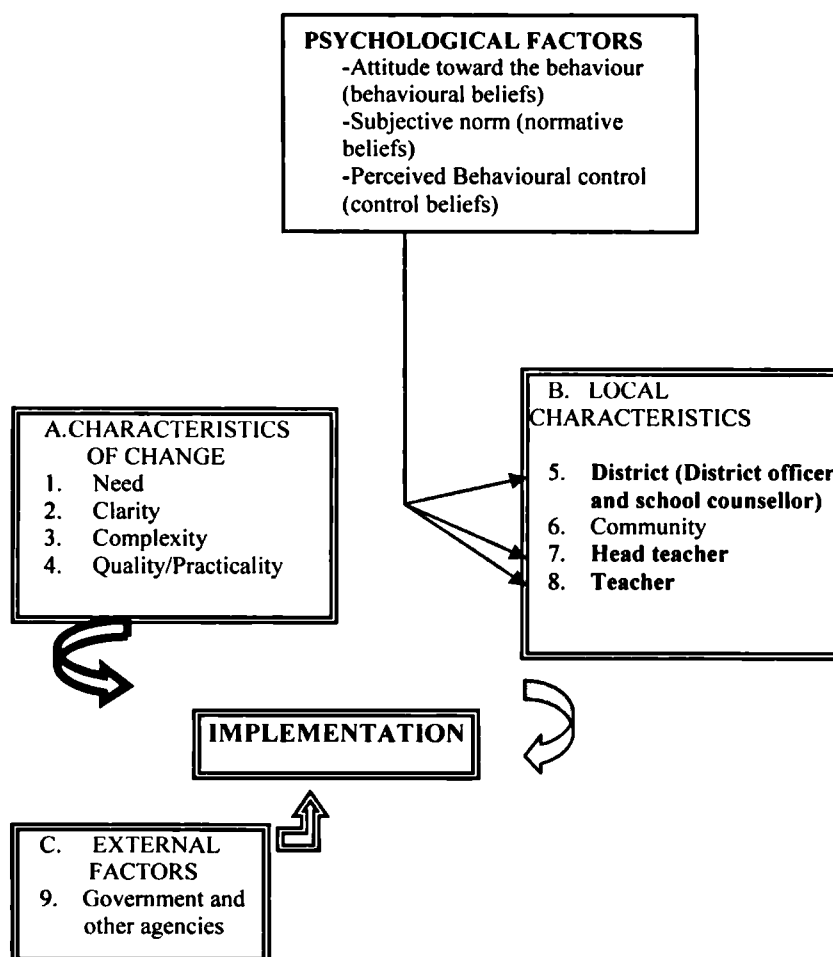 PSYCHOLOGICAL FACTORS
-Attitude toward the behaviour
(behavioural beliefs)
-Subjective norm (normative
beliefs)
-Perceived Behavioural control
(control beliefs)
A.CHARACTERISTICS
OF CHANGE
1. Need
2. Clarity
3. Complexity
4. Quality/Practicality
B. LOCAL
CHARACTERISTICS
5. District (District officer
and school counsellor)
6. Community
7. Head teacher
8. Teacher
IMPLEMENTATION
C. EXTERNAL
FACTORS
9. Government and
other agencies